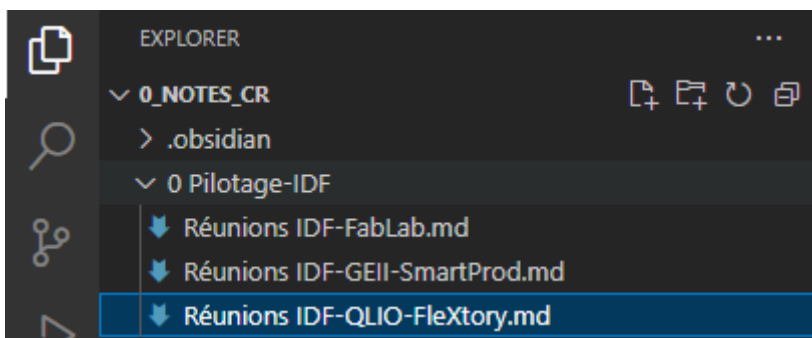 EXPLORER
0_NOTES_CR
.obsidian
0 Pilotage-IDF
Réunions IDF-FabLab.md
Réunions IDF-GEII-SmartProd.md
Réunions IDF-QLIO-FleXtory.md